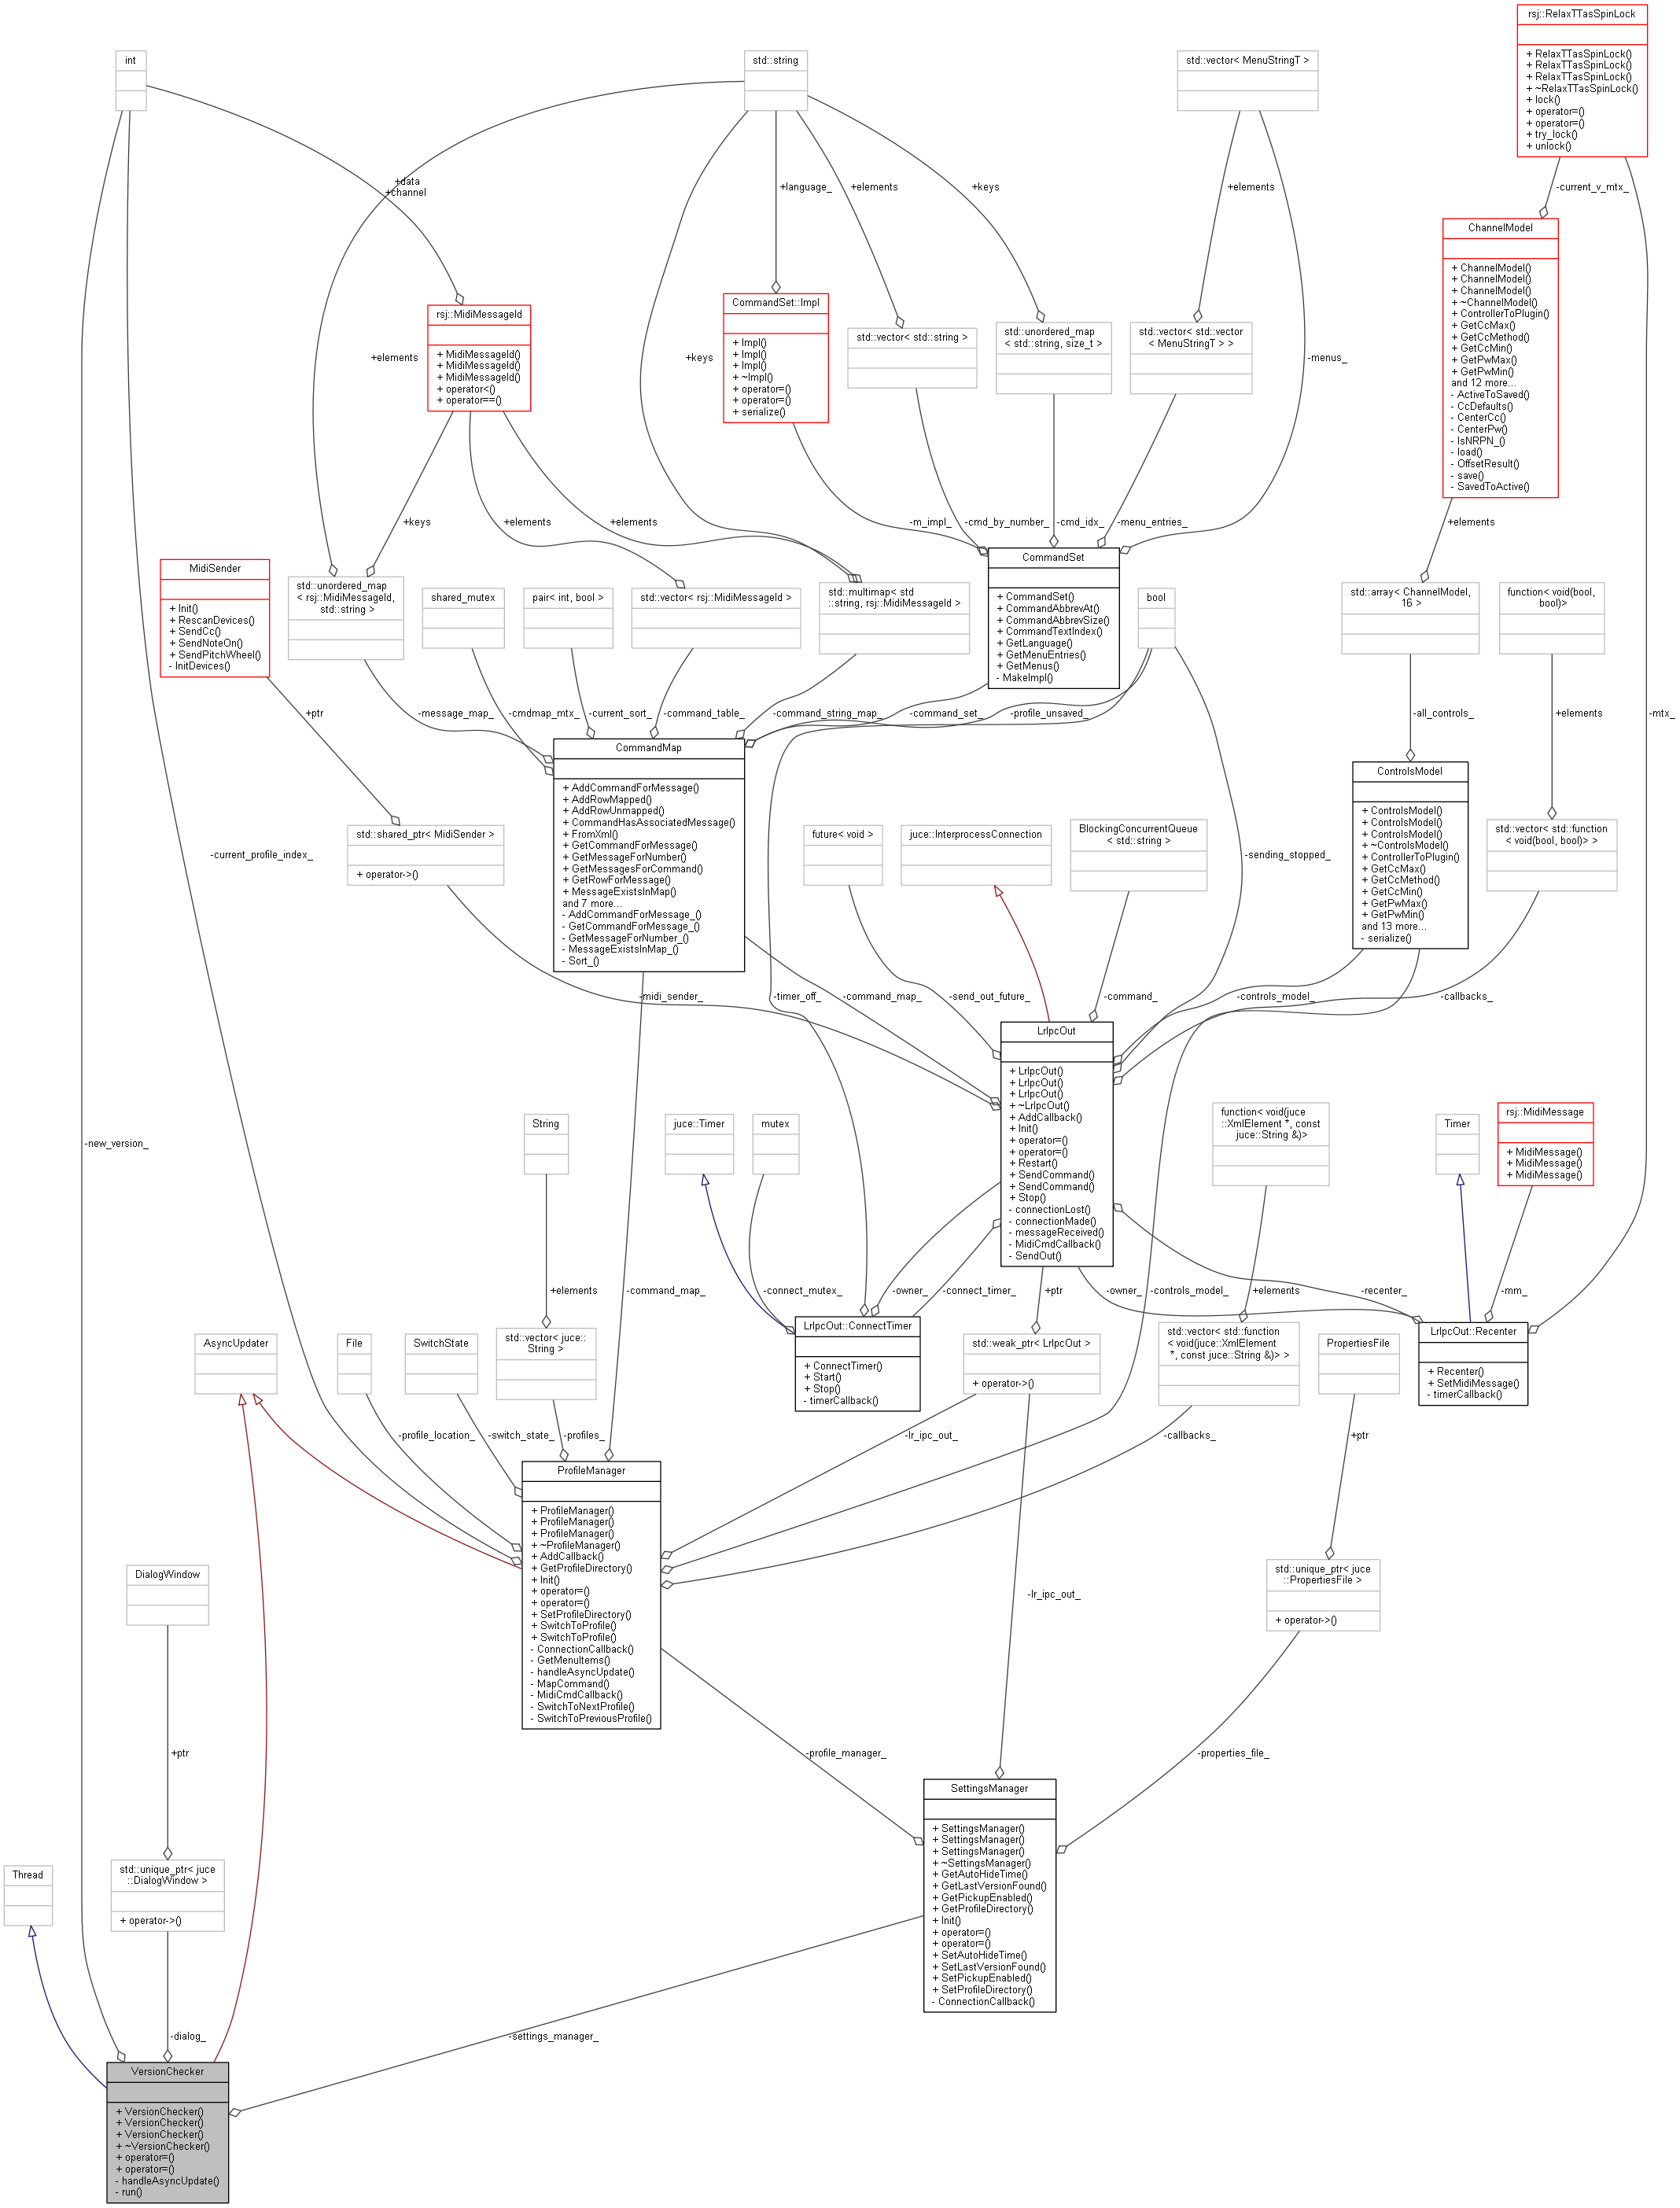 rsj::RelaxTTasSpinLock
+ RelaxTTasSpinLock()
+ RelaxTTasSpinLock()
+ RelaxTTasSpinLock()
+ ~RelaxTTasSpinLock()
+ lock()
+ operator=()
+ operator=()
+ try_lock()
+ unlock()
int
std::string
std::vector< MenuStringT >
+data
+channel
+language_
+elements
+keys
+elements
-current_v_mtx_
ChannelModel
+ ChannelModel()
+ ChannelModel()
+ ChannelModel()
+ ~ChannelModel()
+ ControllerToPlugin()
+ GetCcMax()
+ GetCcMethod()
+ GetCcMin()
+ GetPwMax()
+ GetPwMin()
and 12 more...
- ActiveToSaved()
- CcDefaults()
- CenterCc()
- CenterPw()
- IsNRPN_()
- load()
- OffsetResult()
- save()
- SavedToActive()
rsj::MidiMessageId
+ MidiMessageId()
+ MidiMessageId()
+ MidiMessageId()
+ operator<()
+ operator==()
CommandSet::Impl
+ Impl()
+ Impl()
+ Impl()
+ ~Impl()
+ operator=()
+ operator=()
+ serialize()
std::vector< std::string >
std::unordered_map
< std::string, size_t >
std::vector< std::vector
< MenuStringT > >
+elements
+keys
-menus_
+keys
+elements
+elements
-m_impl_
-cmd_by_number_
-cmd_idx_
-menu_entries_
+elements
MidiSender
+ Init()
+ RescanDevices()
+ SendCc()
+ SendNoteOn()
+ SendPitchWheel()
- InitDevices()
std::unordered_map
< rsj::MidiMessageId,
std::string >
shared_mutex
pair< int, bool >
std::vector< rsj::MidiMessageId >
std::multimap< std
::string, rsj::MidiMessageId >
CommandSet
+ CommandSet()
+ CommandAbbrevAt()
+ CommandAbbrevSize()
+ CommandTextIndex()
+ GetLanguage()
+ GetMenuEntries()
+ GetMenus()
- MakeImpl()
bool
std::array< ChannelModel,
16 >
function< void(bool,
bool)>
+ptr
-message_map_
-cmdmap_mtx_
-current_sort_
-command_table_
-command_string_map_
-command_set_
-profile_unsaved_
-all_controls_
+elements
-mtx_
CommandMap
+ AddCommandForMessage()
+ AddRowMapped()
+ AddRowUnmapped()
+ CommandHasAssociatedMessage()
+ FromXml()
+ GetCommandForMessage()
+ GetMessageForNumber()
+ GetMessagesForCommand()
+ GetRowForMessage()
+ MessageExistsInMap()
and 7 more...
- AddCommandForMessage_()
- GetCommandForMessage_()
- GetMessageForNumber_()
- MessageExistsInMap_()
- Sort_()
ControlsModel
+ ControlsModel()
+ ControlsModel()
+ ControlsModel()
+ ~ControlsModel()
+ ControllerToPlugin()
+ GetCcMax()
+ GetCcMethod()
+ GetCcMin()
+ GetPwMax()
+ GetPwMin()
and 13 more...
- serialize()
-current_profile_index_
std::shared_ptr< MidiSender >
+ operator->()
future< void >
juce::InterprocessConnection
BlockingConcurrentQueue
< std::string >
-sending_stopped_
std::vector< std::function
< void(bool, bool)> >
-midi_sender_
-timer_off_
-command_map_
-send_out_future_
-command_
-controls_model_
-callbacks_
LrIpcOut
+ LrIpcOut()
+ LrIpcOut()
+ LrIpcOut()
+ ~LrIpcOut()
+ AddCallback()
+ Init()
+ operator=()
+ operator=()
+ Restart()
+ SendCommand()
+ SendCommand()
+ Stop()
- connectionLost()
- connectionMade()
- messageReceived()
- MidiCmdCallback()
- SendOut()
-new_version_
String
juce::Timer
mutex
function< void(juce
::XmlElement *, const
juce::String &)>
Timer
rsj::MidiMessage
+ MidiMessage()
+ MidiMessage()
+ MidiMessage()
+elements
-command_map_
-connect_mutex_
-owner_
-connect_timer_
+ptr
-owner_
-controls_model_
+elements
-recenter_
-mm_
AsyncUpdater
File
SwitchState
std::vector< juce::
String >
LrIpcOut::ConnectTimer
+ ConnectTimer()
+ Start()
+ Stop()
- timerCallback()
std::weak_ptr< LrIpcOut >
+ operator->()
std::vector< std::function
< void(juce::XmlElement
*, const juce::String &)> >
PropertiesFile
LrIpcOut::Recenter
+ Recenter()
+ SetMidiMessage()
- timerCallback()
-profile_location_
-switch_state_
-profiles_
-lr_ipc_out_
-callbacks_
+ptr
ProfileManager
+ ProfileManager()
+ ProfileManager()
+ ProfileManager()
+ ~ProfileManager()
+ AddCallback()
+ GetProfileDirectory()
+ Init()
+ operator=()
+ operator=()
+ SetProfileDirectory()
+ SwitchToProfile()
+ SwitchToProfile()
- ConnectionCallback()
- GetMenuItems()
- handleAsyncUpdate()
- MapCommand()
- MidiCmdCallback()
- SwitchToNextProfile()
- SwitchToPreviousProfile()
DialogWindow
-lr_ipc_out_
std::unique_ptr< juce
::PropertiesFile >
+ operator->()
+ptr
-profile_manager_
-properties_file_
SettingsManager
+ SettingsManager()
+ SettingsManager()
+ SettingsManager()
+ ~SettingsManager()
+ GetAutoHideTime()
+ GetLastVersionFound()
+ GetPickupEnabled()
+ GetProfileDirectory()
+ Init()
+ operator=()
+ operator=()
+ SetAutoHideTime()
+ SetLastVersionFound()
+ SetPickupEnabled()
+ SetProfileDirectory()
- ConnectionCallback()
Thread
std::unique_ptr< juce
::DialogWindow >
+ operator->()
-dialog_
-settings_manager_
VersionChecker
+ VersionChecker()
+ VersionChecker()
+ VersionChecker()
+ ~VersionChecker()
+ operator=()
+ operator=()
- handleAsyncUpdate()
- run()